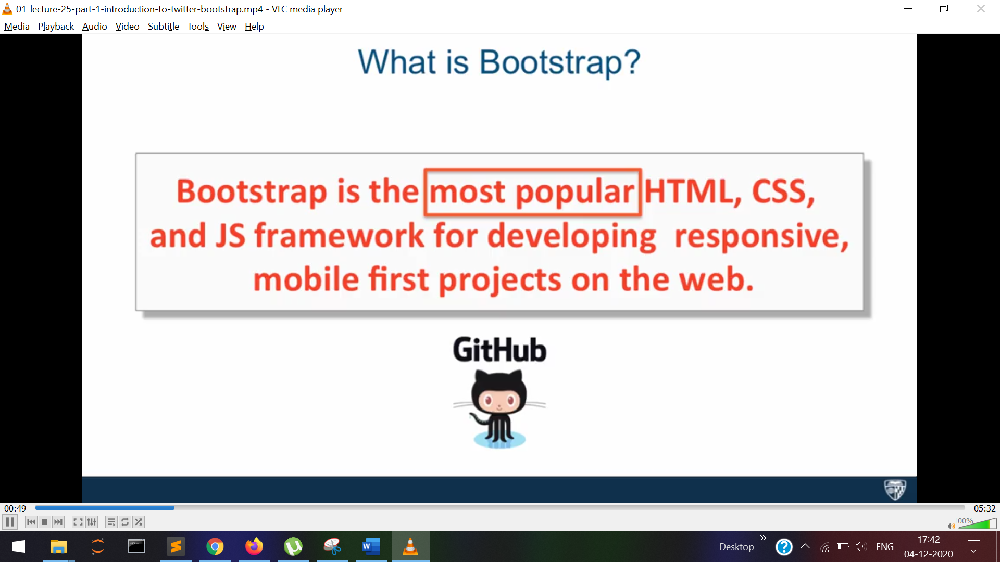 01_lecture-25-part-1-introduction-to-twitter-bootstrap.mp4 - VLC media player
Media Playback Audio Video Subtitle Tools View Help
What is Bootstrap?
Bootstrap is the most popular HTML, CSS,
and JS framework for developing responsive,
mobile first projects on the web.
GitHub
00:49
05:32
100%
Desktop
ENG
17:42
04-12-2020